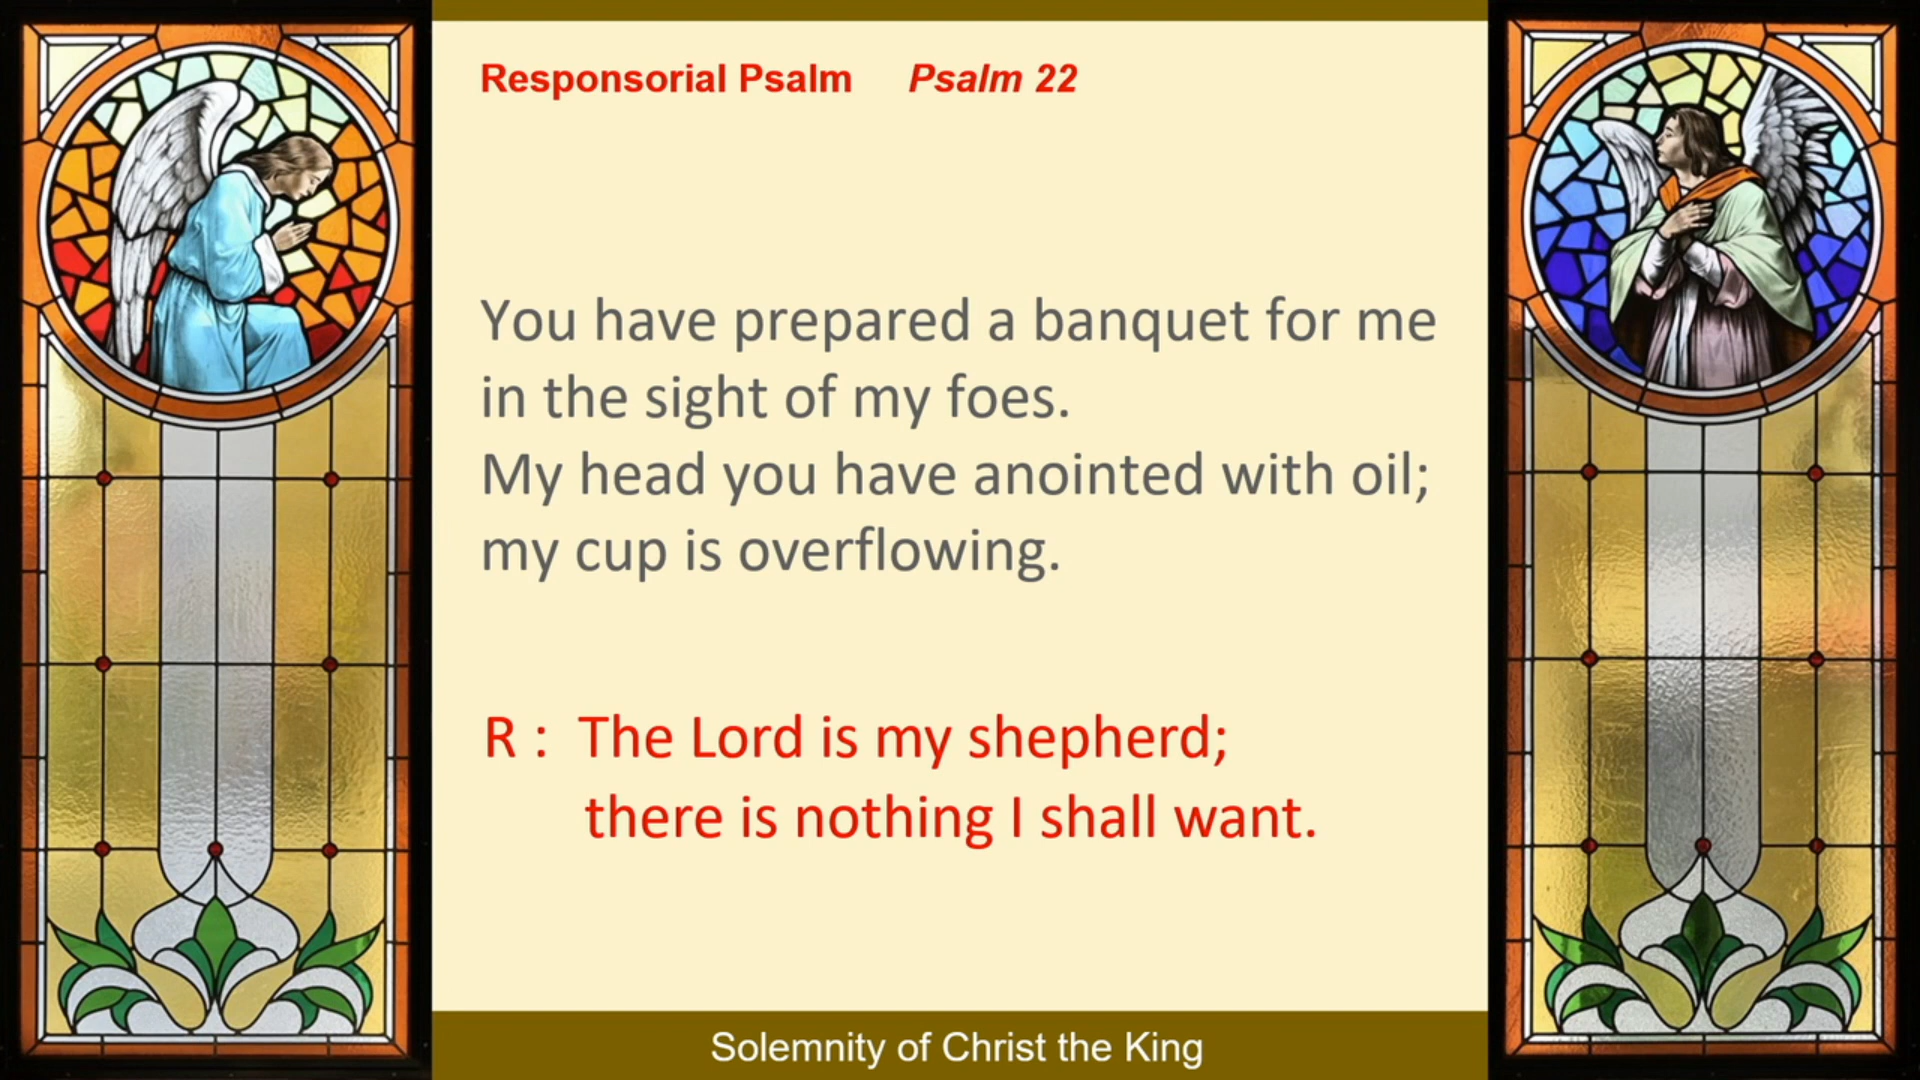 Responsorial Psalm Psalm 22
You have prepared a banquet for me
in the sight of my foes.
My head you have anointed with oil;
my cup is overflowing.
R : The Lord is my shepherd;
there is nothing I shall want.
Solemnity of Christ the King